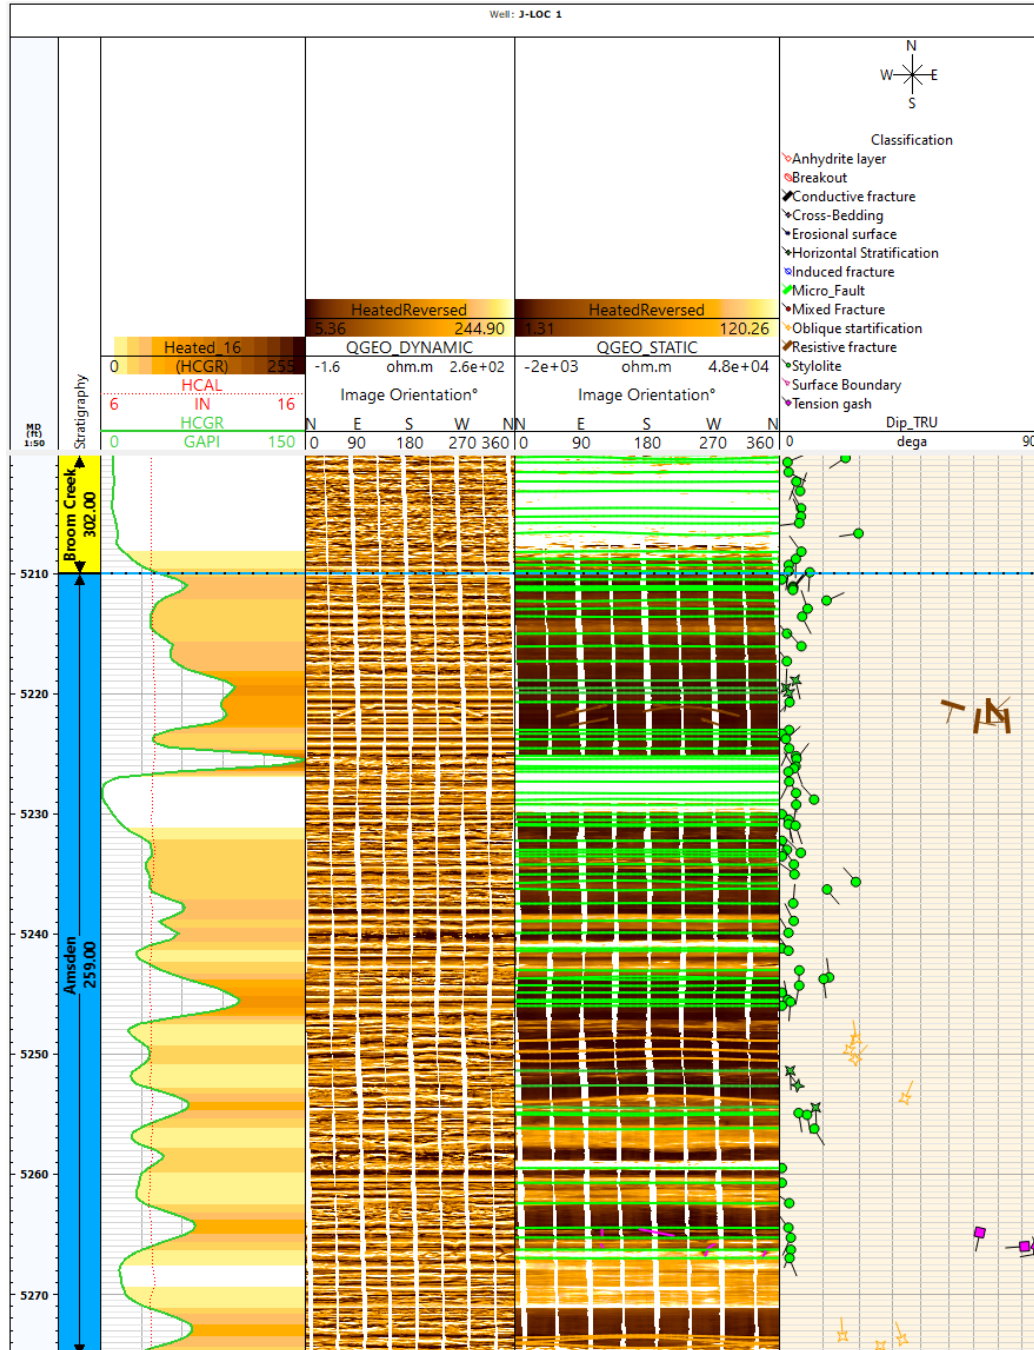 Well: J-LOC 1
N
W E
S
Classification
Anhydrite layer
Breakout
Conductive fracture
Cross-Bedding
Erosional surface
Horizontal Stratification
Induced fracture
Micro_Fault
Mixed Fracture
Oblique startification
Resistive fracture
Stylolite
Surface Boundary
Tension gash
Dip_TRU
0 dega 90
MD
(ft)
1:50
Stratigraphy
Heated_16
0 (HCGR) 255
HCAL
6 IN 16
HCGR
0 GAPI 150
HeatedReversed
5.36 244.90
QGEO_DYNAMIC
-1.6 ohm.m 2.6e+02
Image Orientation°
N E S W N
0 90 180 270 360
HeatedReversed
1.31 120.26
QGEO_STATIC
-2e+03 ohm.m 4.8e+04
Image Orientation°
N E S W N
0 90 180 270 360
Broom Creek
302.00
Amsden
259.00
5210
5220
5230
5240
5250
5260
5270